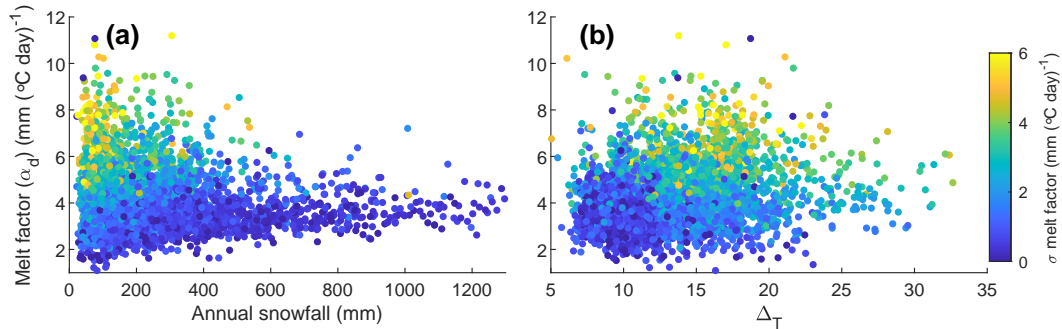 Melt factor (α_d) (mm (ºC day)^-1)
12
10
8
6
4
2
(a)
0 200 400 600 800 1000 1200
Annual snowfall (mm)
12
10
8
6
4
2
(b)
5 10 15 20 25 30 35
Δ_T
6
4
2
0
σ melt factor (mm (ºC day)^-1